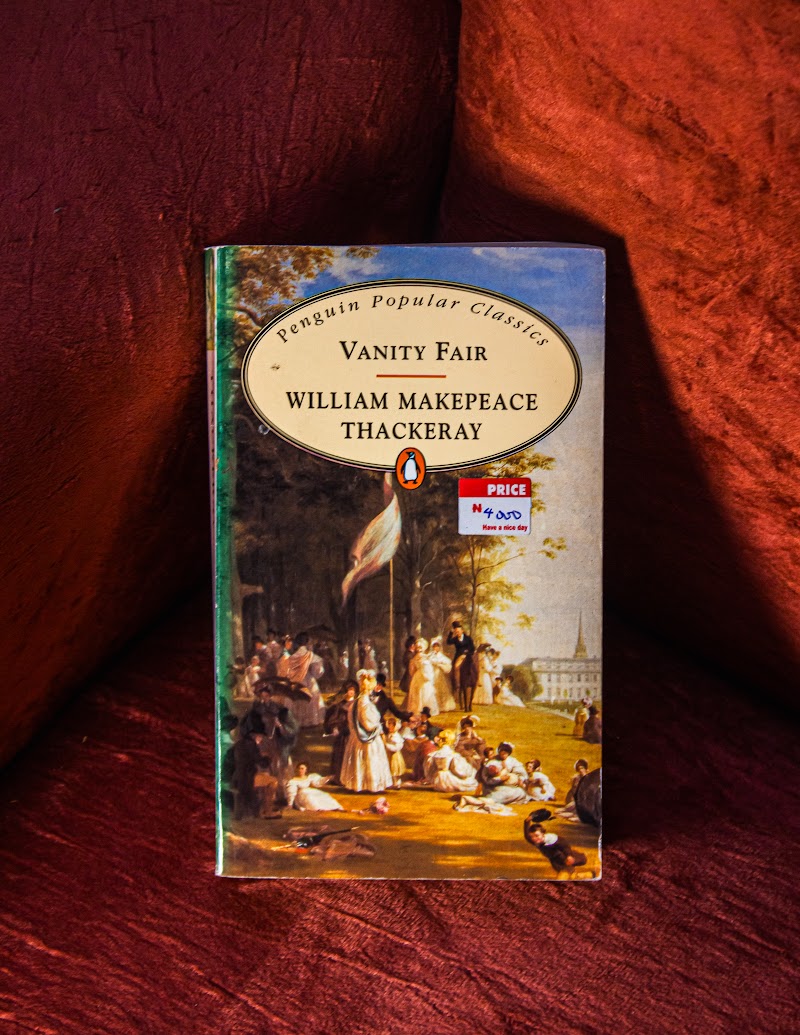 Penguin Popular Classics
VANITY FAIR
WILLIAM MAKEPEACE
THACKERAY
PRICE
₦4000
Have a nice day